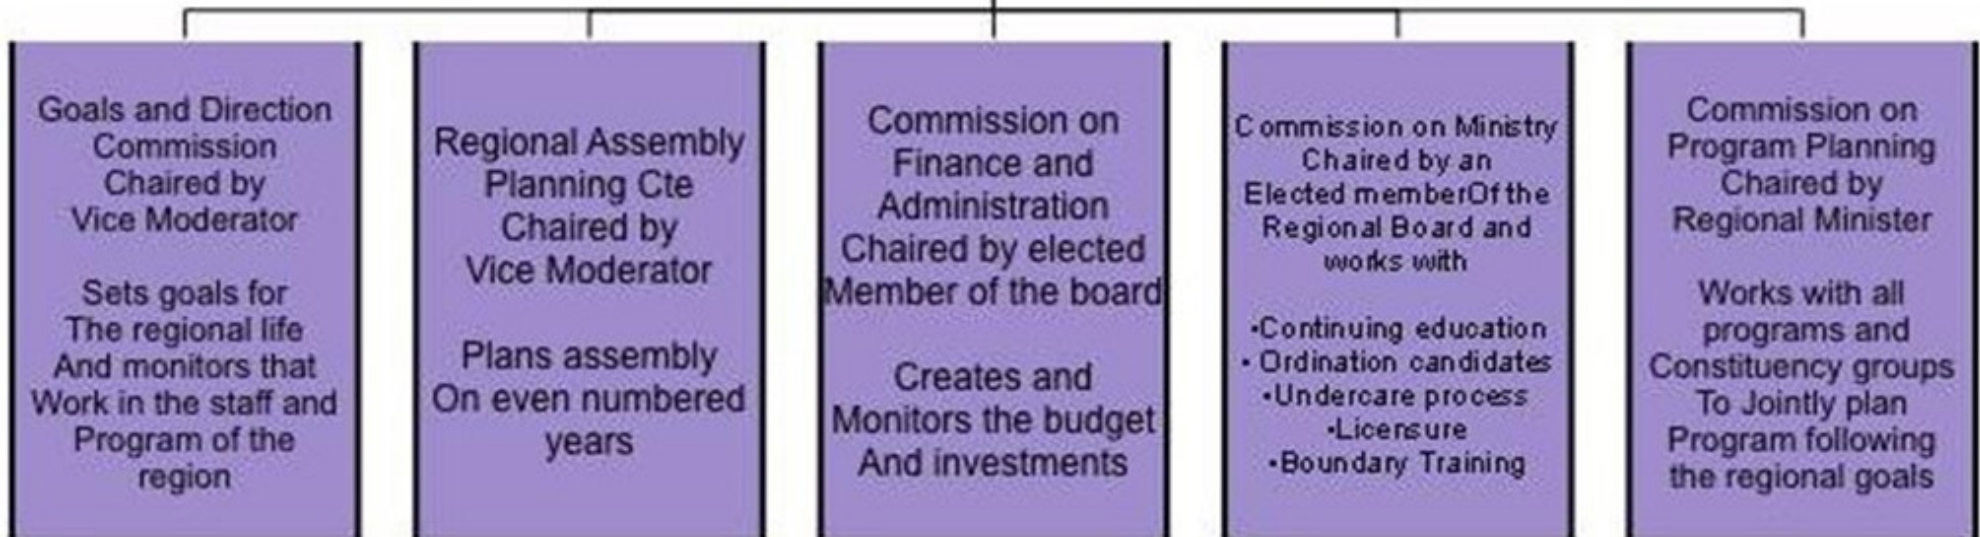 Goals and Direction
Commission
Chaired by
Vice Moderator
Sets goals for
The regional life
And monitors that
Work in the staff and
Program of the
region
Regional Assembly
Planning Cte
Chaired by
Vice Moderator
Plans assembly
On even numbered
years
Commission on
Finance and
Administration
Chaired by elected
Member of the board
Creates and
Monitors the budget
And investments
Commission on Ministry
Chaired by an
Elected memberOf the
Regional Board and
works with
•Continuing education
• Ordination candidates
•Undercare process
•Licensure
•Boundary Training
Commission on
Program Planning
Chaired by
Regional Minister
Works with all
programs and
Constituency groups
To Jointly plan
Program following
the regional goals